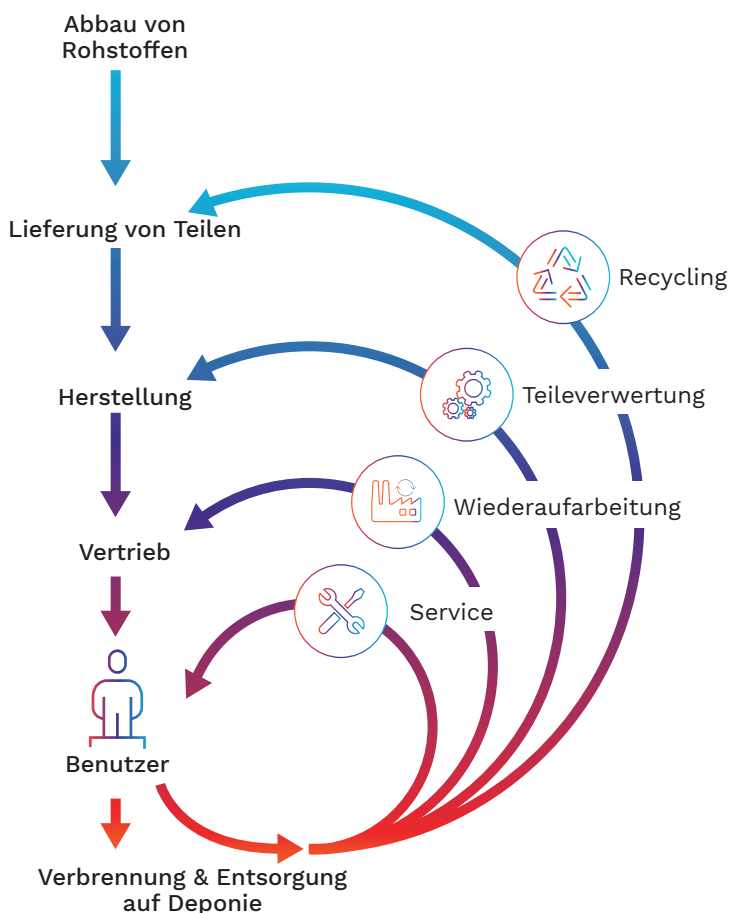 Abbau von
Rohstoffen
Lieferung von Teilen
Recycling
Herstellung
Teileverwertung
Wiederaufarbeitung
Vertrieb
Service
Benutzer
Verbrennung & Entsorgung
auf Deponie